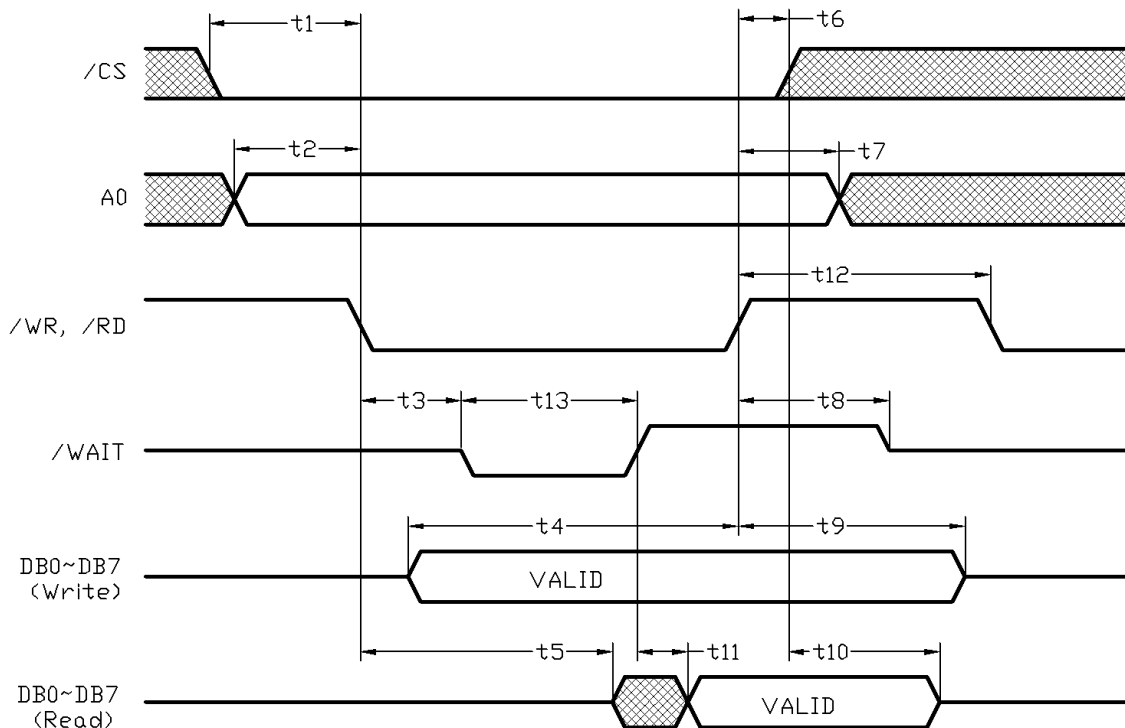 t1
t6
/CS
t2
t7
A0
t12
/WR, /RD
t3
t13
t8
/WAIT
t4
t9
DB0~DB7
(Write)
VALID
t5
t11
t10
DB0~DB7
(Read)
VALID